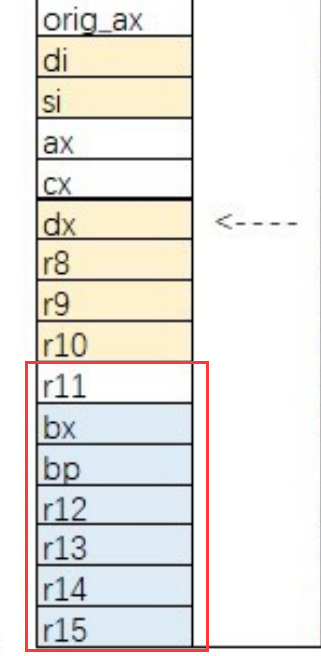 orig_ax
di
si
ax
cx
dx <----
r8
r9
r10
r11
bx
bp
r12
r13
r14
r15